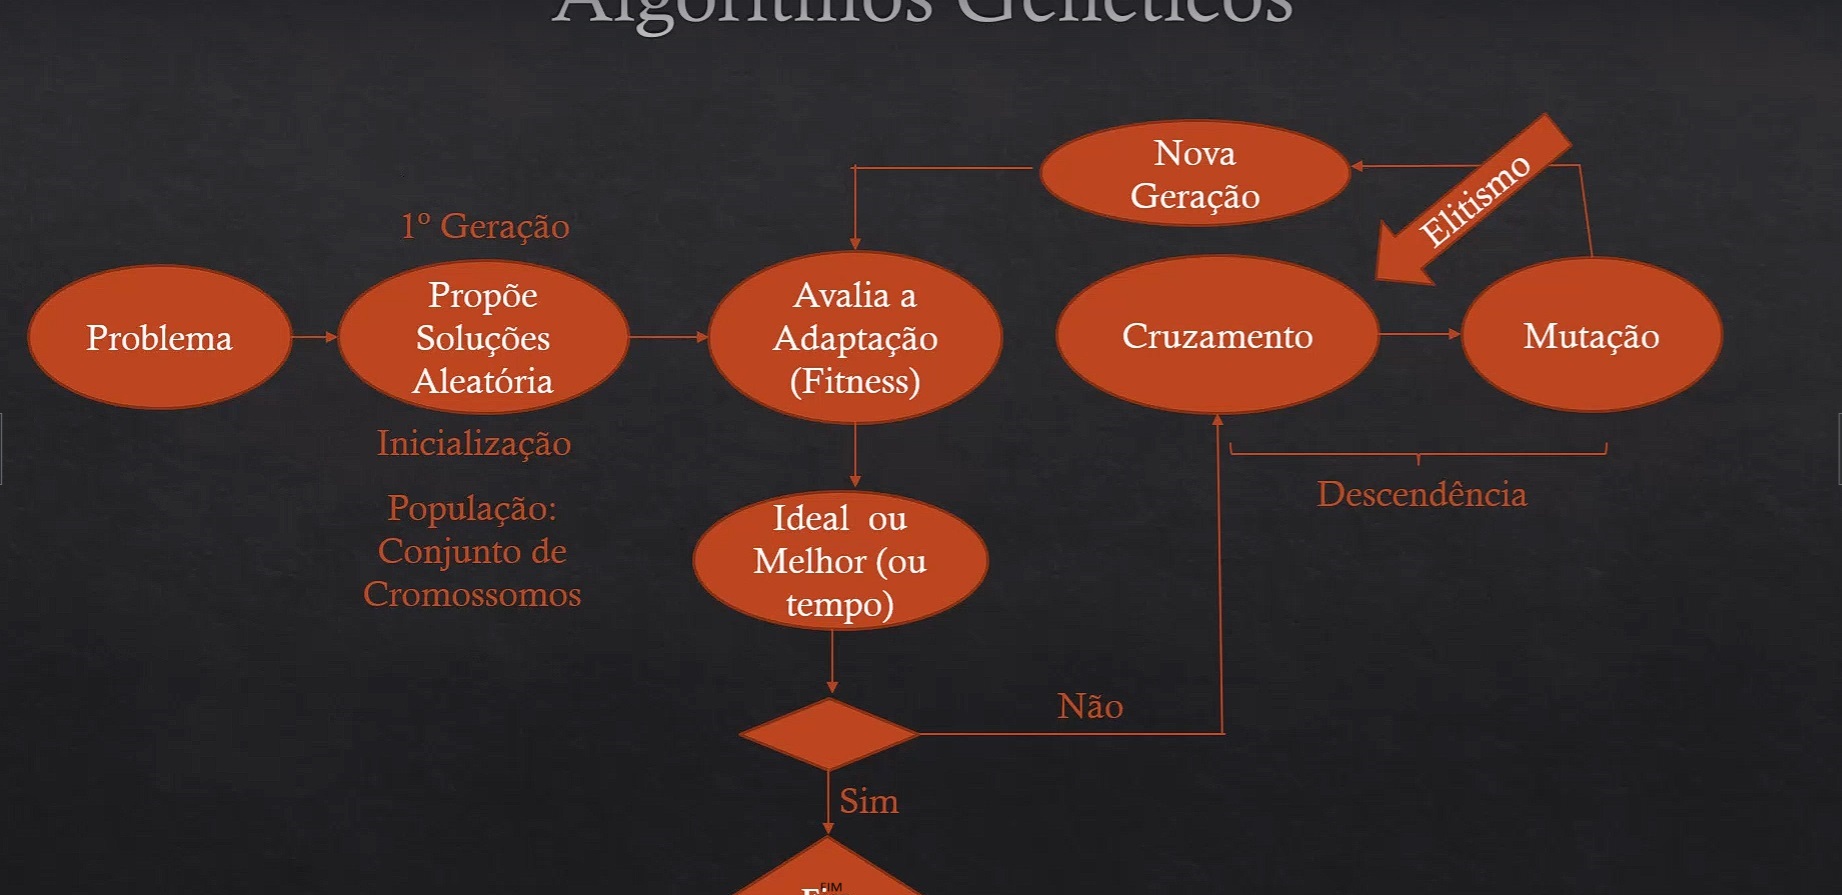 Algoritmos Genéticos
Nova
Geração
Elitismo
1º Geração
Problema
Propõe
Soluções
Aleatória
Avalia a
Adaptação
(Fitness)
Cruzamento
Mutação
Inicialização
População:
Conjunto de
Cromossomos
Ideal ou
Melhor (ou
tempo)
Descendência
Não
Sim
FIM